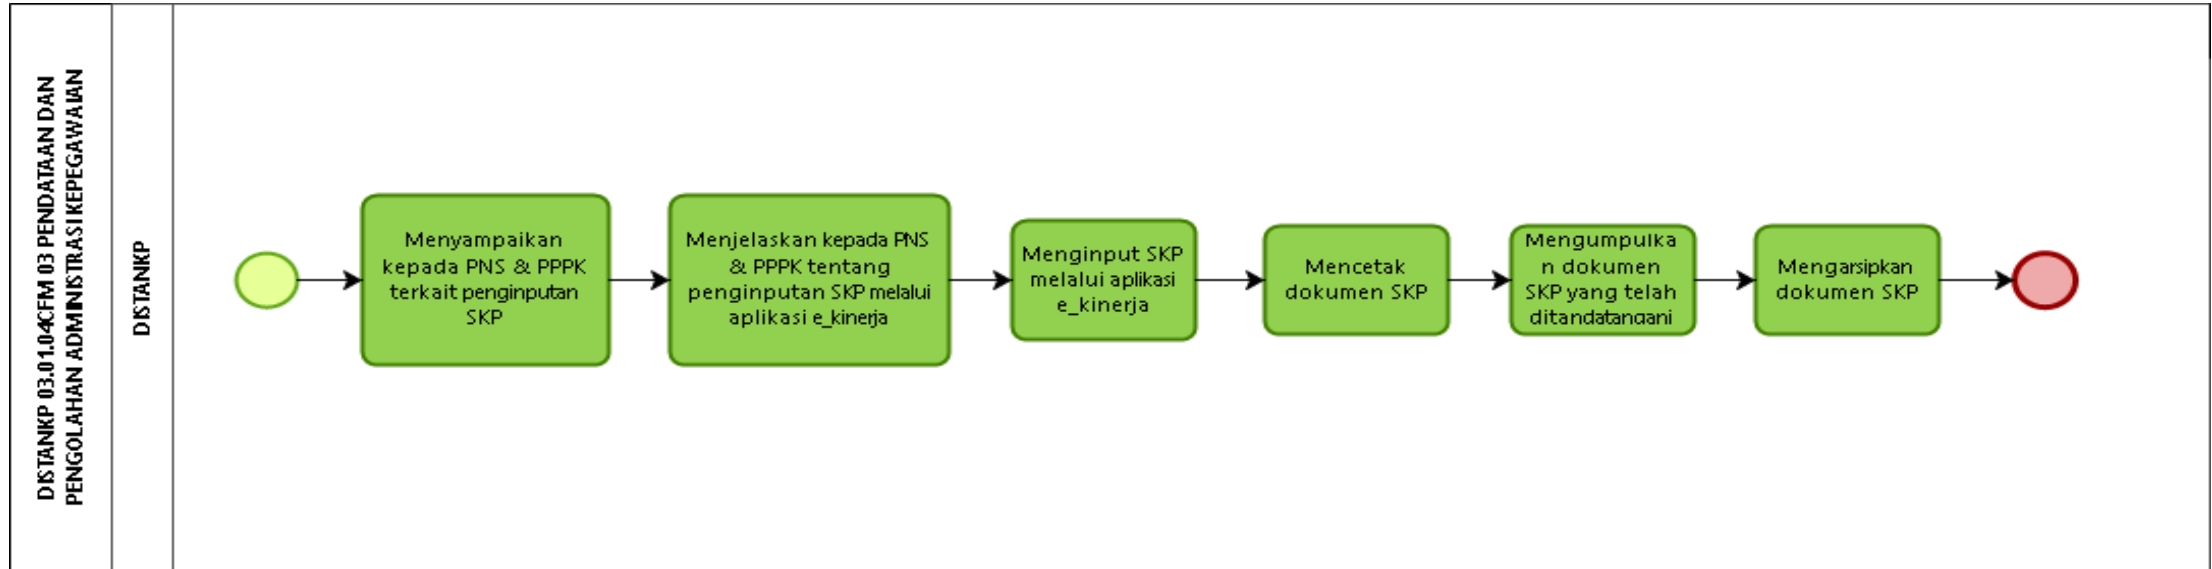 DISTANKP 03.01.04CFM 03 PENDATAAN DAN
PENGOLAHAN ADMINISTRASI KEPEGAWAIAN
DISTANKP
Menyampaikan
kepada PNS & PPPK
terkait penginputan
SKP
Menjelaskan kepada PNS
& PPPK tentang
penginputan SKP melalui
aplikasi e_kinerja
Menginput SKP
melalui aplikasi
e_kinerja
Mencetak
dokumen SKP
Mengumpulka
n dokumen
SKP yang telah
ditandatangani
Mengarsipkan
dokumen SKP